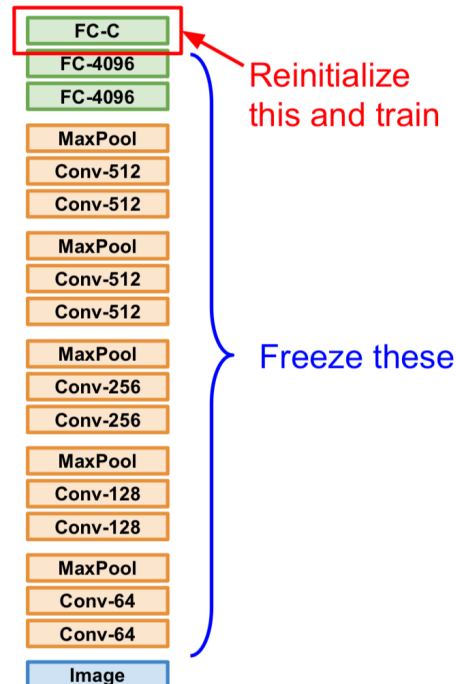 FC-C
FC-4096
FC-4096
Reinitialize
this and train
MaxPool
Conv-512
Conv-512
MaxPool
Conv-512
Conv-512
MaxPool
Conv-256
Conv-256
Freeze these
MaxPool
Conv-128
Conv-128
MaxPool
Conv-64
Conv-64
Image